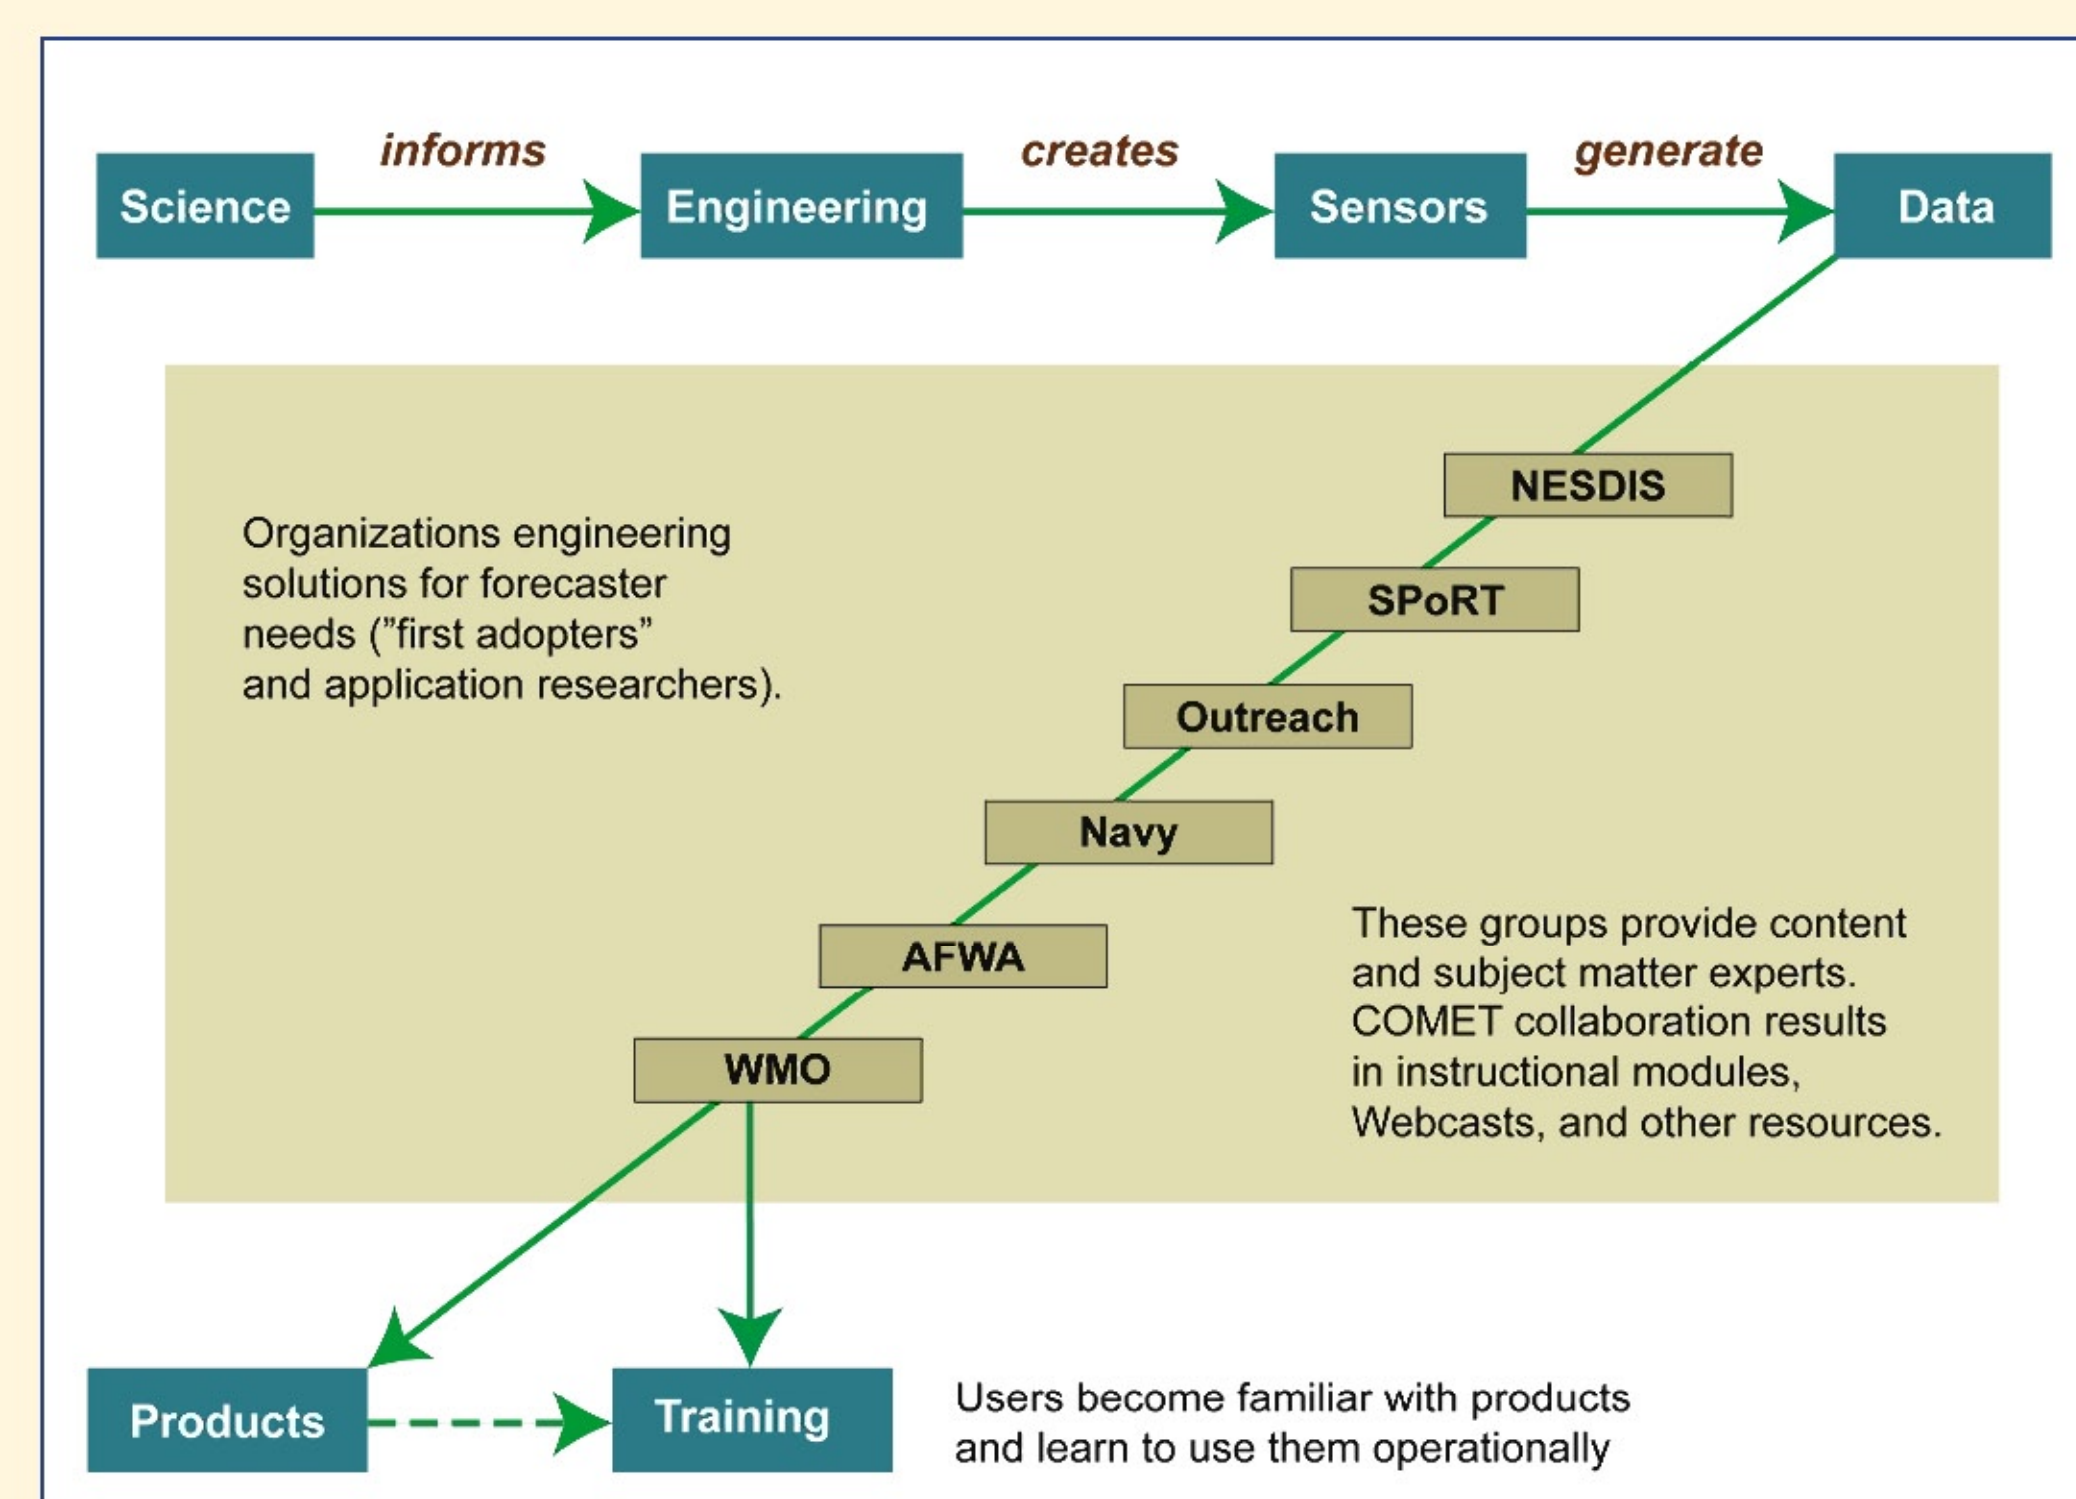 informs
creates
generate
Science
Engineering
Sensors
Data
NESDIS
Organizations engineering
solutions for forecaster
needs (”first adopters”
and application researchers).
SPoRT
Outreach
Navy
AFWA
These groups provide content
and subject matter experts.
COMET collaboration results
in instructional modules,
Webcasts, and other resources.
WMO
Products
Training
Users become familiar with products
and learn to use them operationally